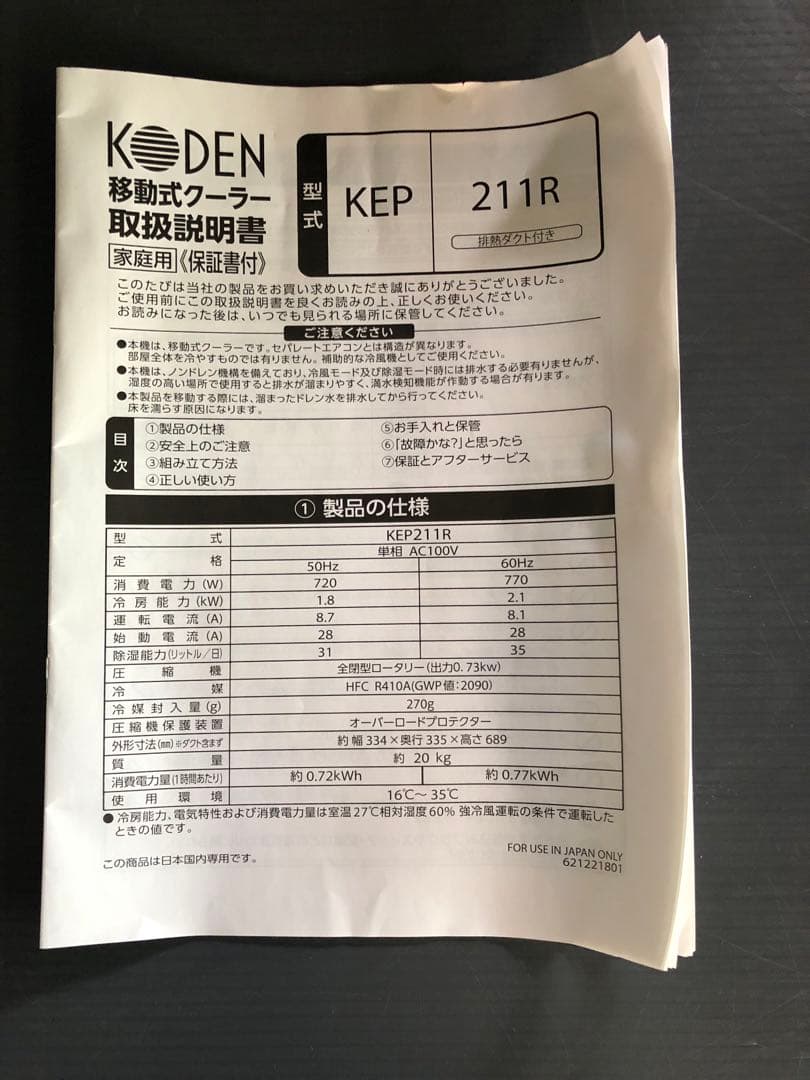 KODEN
移動式クーラー
取扱説明書
家庭用《保証書付》
型式 KEP 211R
排熱ダクト付き
このたびは当社の製品をお買い求めいただき誠にありがとうございました。
ご使用前にこの取扱説明書を良くお読みの上、正しくお使いください。
お読みになった後は、いつでも見られる場所に保管してください。
ご注意ください
●本機は、移動式クーラーです。セパレートエアコンとは構造が異なります。
部屋全体を冷やすものでは有りません。補助的な冷風機としてご使用ください。
●本機は、ノンドレン機構を備えており、冷風モード及び除湿モード時には排水する必要有りませんが、
湿度の高い場所で使用すると排水が溜まりやすく、満水検知機能が作動する場合が有ります。
●本製品を移動する際には、溜まったドレン水を排水してから行ってください。
床を濡らす原因になります。
目次
①製品の仕様
②安全上のご注意
③組み立て方法
④正しい使い方
⑤お手入れと保管
⑥「故障かな?」と思ったら
⑦保証とアフターサービス
① 製品の仕様
型式 KEP211R
定格 単相 AC100V
50Hz 60Hz
消費電力(W) 720 770
冷房能力(kW) 1.8 2.1
運転電流(A) 8.7 8.1
始動電流(A) 28 28
除湿能力(リットル/日) 31 35
圧縮機 全閉型ロータリー(出力0.73kw)
冷媒 HFC R410A(GWP値:2090)
冷媒封入量(g) 270g
圧縮機保護装置 オーバーロードプロテクター
外形寸法(mm)※ダクト含まず 約 幅334×奥行335×高さ689
質量 約 20 kg
消費電力量(1時間あたり) 約0.72kWh 約0.77kWh
使用環境 16℃～35℃
●冷房能力、電気特性および消費電力量は室温27℃相対湿度60% 強冷風運転の条件で運転した
ときの値です。
この商品は日本国内専用です。
FOR USE IN JAPAN ONLY
621221801